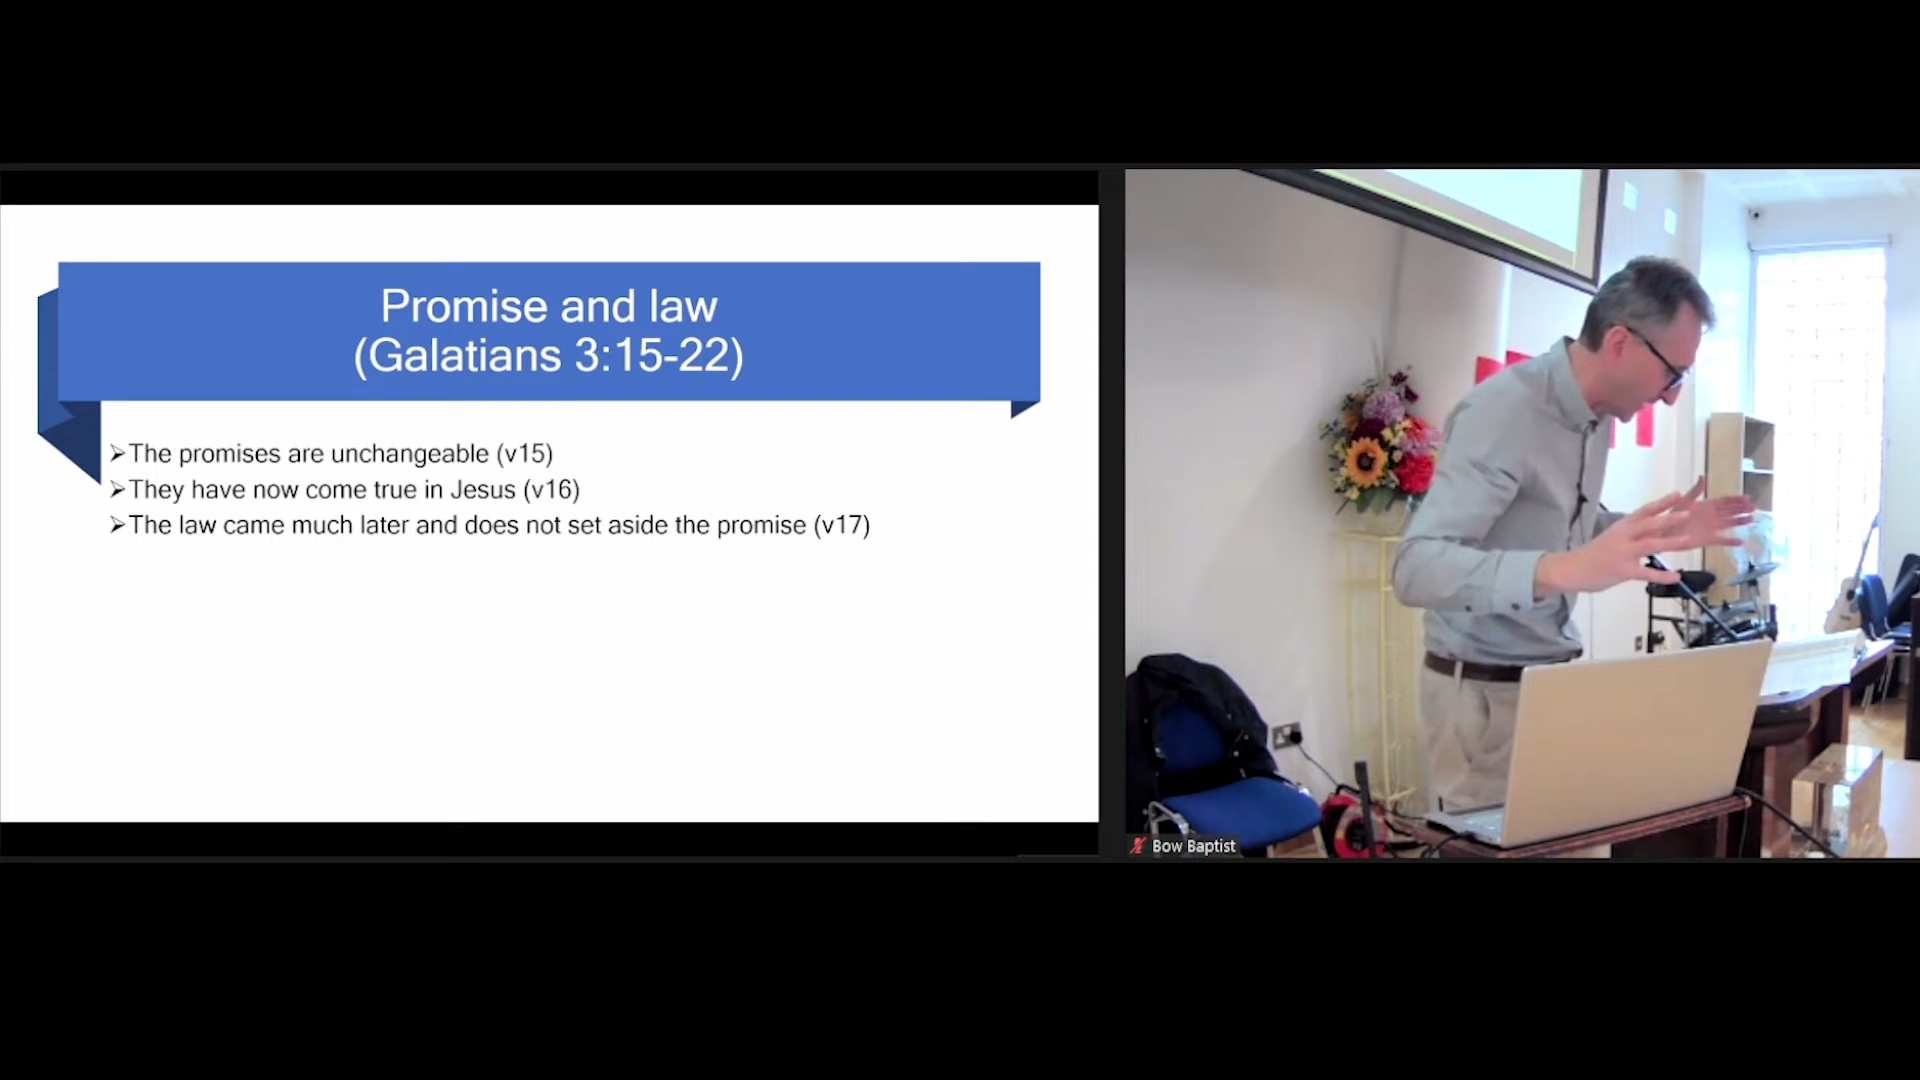 Promise and law
(Galatians 3:15-22)
➢The promises are unchangeable (v15)
➢They have now come true in Jesus (v16)
➢The law came much later and does not set aside the promise (v17)
Bow Baptist